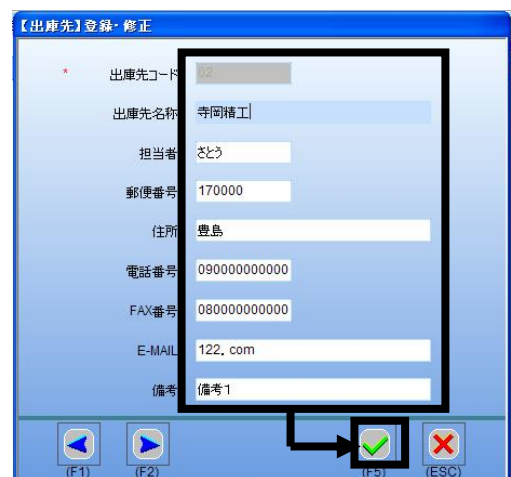 【出庫先】登録・修正
* 出庫先コード 02
出庫先名称 寺岡精工
担当者 さとう
郵便番号 170000
住所 豊島
電話番号 090000000000
FAX番号 080000000000
E-MAIL 122．com
備考 備考1
(F1) (F2) (F5) (ESC)